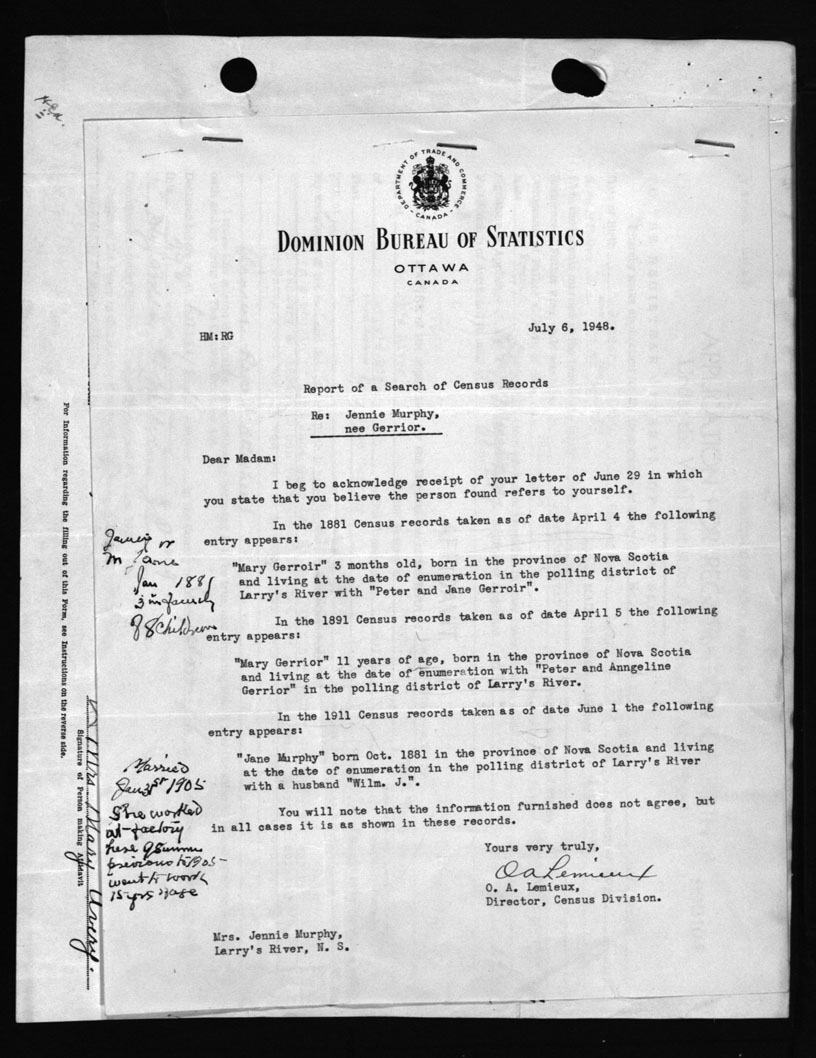 DEPARTMENT OF TRADE AND COMMERCE
CANADA
DOMINION BUREAU OF STATISTICS
OTTAWA
CANADA
HM:RG
July 6, 1948.
Report of a Search of Census Records
Re: Jennie Murphy,
nee Gerrior.
Dear Madam:
I beg to acknowledge receipt of your letter of June 29 in which
you state that you believe the person found refers to yourself.
In the 1881 Census records taken as of date April 4 the following
entry appears:
"Mary Gerroir" 3 months old, born in the province of Nova Scotia
and living at the date of enumeration in the polling district of
Larry's River with "Peter and Jane Gerroir".
In the 1891 Census records taken as of date April 5 the following
entry appears:
"Mary Gerrior" 11 years of age, born in the province of Nova Scotia
and living at the date of enumeration with "Peter and Anngeline
Gerrior" in the polling district of Larry's River.
In the 1911 Census records taken as of date June 1 the following
entry appears:
"Jane Murphy" born Oct. 1881 in the province of Nova Scotia and living
at the date of enumeration in the polling district of Larry's River
with a husband "Wilm. J.".
You will note that the information furnished does not agree, but
in all cases it is as shown in these records.
Yours very truly,
O A Lemieux
O. A. Lemieux,
Director, Census Division.
Mrs. Jennie Murphy,
Larry's River, N. S.
or
M Jane
Jan 1881
3 in family
of 8 Children
Married
Jan 31st 1905
She worked
at factory
here 9 Summers
previous to 1905 -
went to work
15 yrs of age
For Information regarding the filling out of this Form, see Instructions on the reverse side.
Mrs. Mary Avery.
Signature of Person making Affidavit